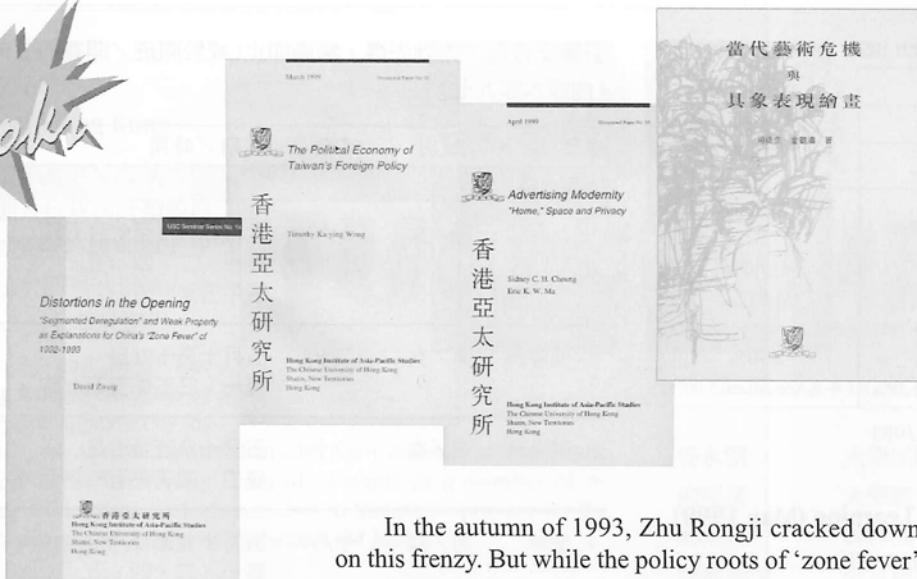 March 1999
The Political Economy of
Taiwan's Foreign Policy
香港亞太研究所
Timothy Ka-ying Wong
Hong Kong Institute of Asia-Pacific Studies
The Chinese University of Hong Kong
Shatin, New Territories
Hong Kong
April 1999
Advertising Modernity
"Home," Space and Privacy
香港亞太研究所
Sidney C. H. Cheung
Eric K. W. Ma
Hong Kong Institute of Asia-Pacific Studies
The Chinese University of Hong Kong
Shatin, New Territories
Hong Kong
當代藝術危機
與
具象表現繪畫
著
USC Seminar Series No.
Distortions in the Opening
"Segmented Deregulation" and Weak Property
as Explanations for China's "Zone Fever" of
1992-1993
David Zweig
香港亞太研究所
Hong Kong Institute of Asia-Pacific Studies
The Chinese University of Hong Kong
Shatin, New Territories
Hong Kong
In the autumn of 1993, Zhu Rongji cracked down
on this frenzy. But while the policy roots of 'zone fever'